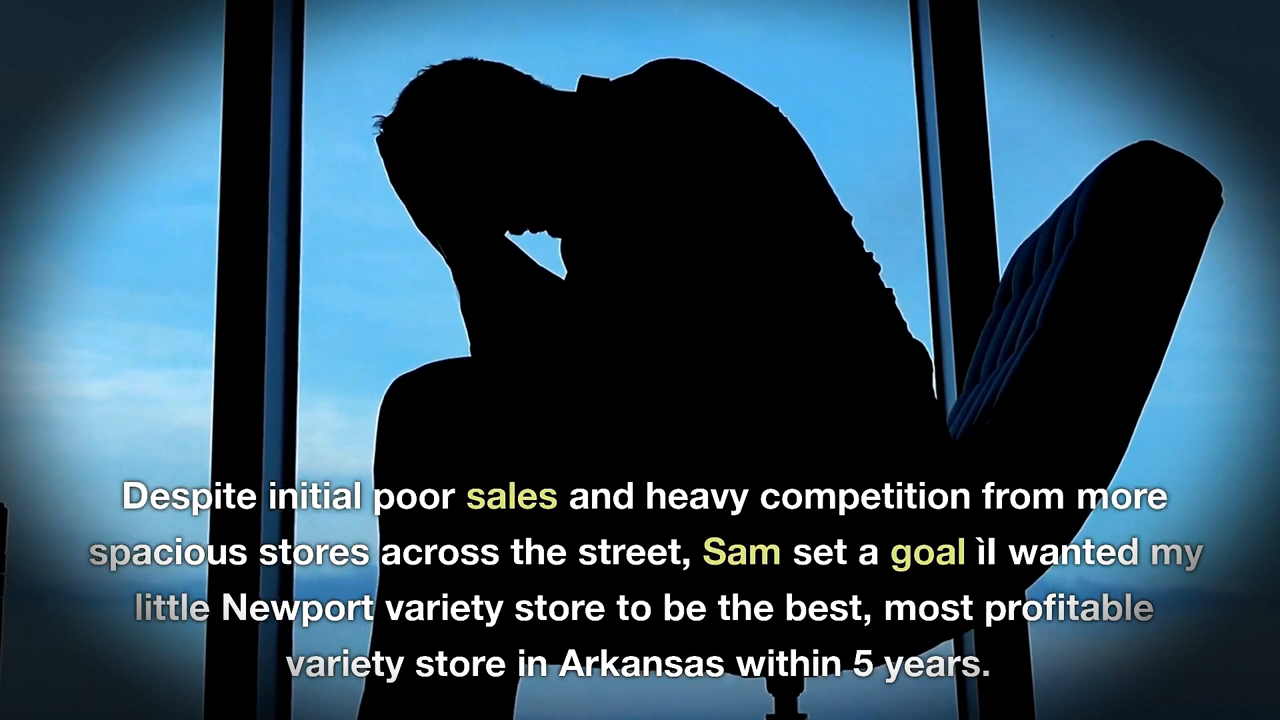 Despite initial poor sales and heavy competition from more
spacious stores across the street, Sam set a goal ìI wanted my
little Newport variety store to be the best, most profitable
variety store in Arkansas within 5 years.